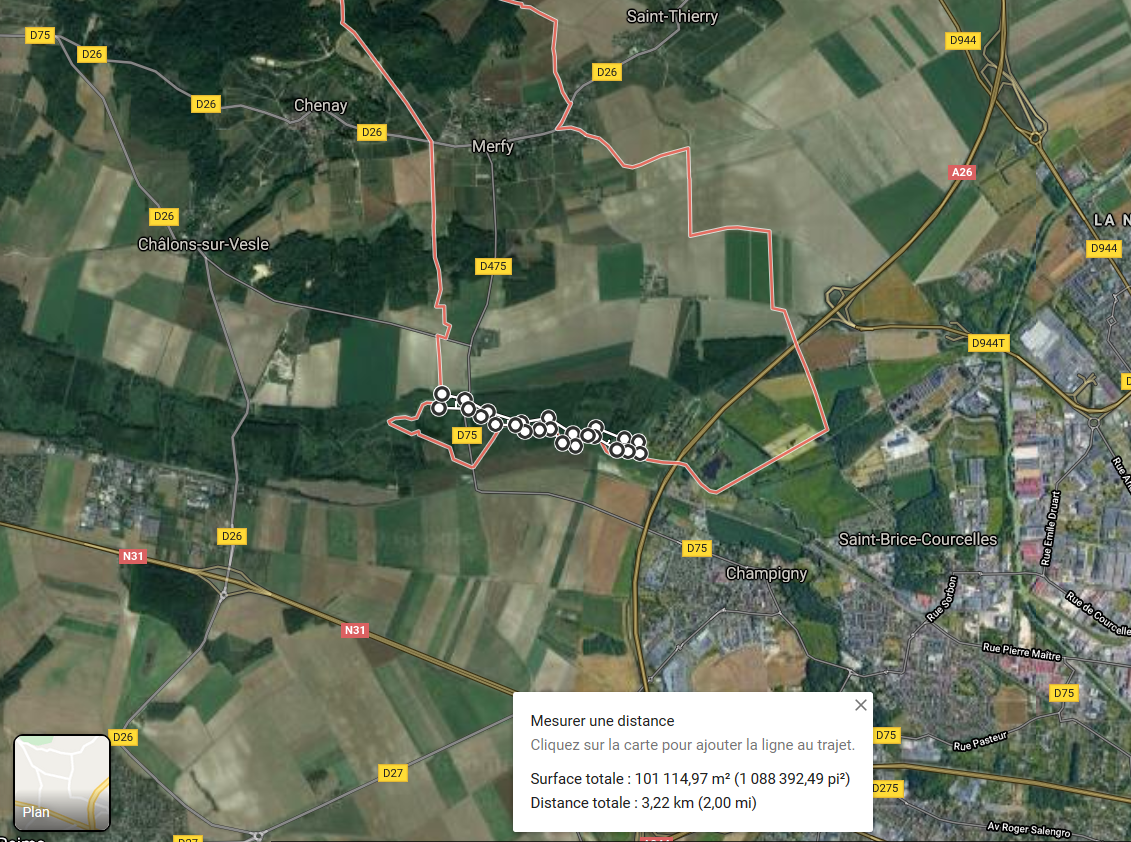 Saint-Thierry
D75
D944
D26
D26
D26
Chenay
D26
Merfy
A26
D26
LA N
Châlons-sur-Vesle
D944
D475
D944T
D75
D26
Rue Emile Druart
Saint-Brice-Courcelles
D75
N31
Champigny
Rue Sorbon
Rue de Courcelle
N31
Rue Pierre Maître
D75
Mesurer une distance
Cliquez sur la carte pour ajouter la ligne au trajet.
Surface totale : 101 114,97 m² (1 088 392,49 pi²)
Distance totale : 3,22 km (2,00 mi)
D26
D75
Rue Pasteur
D27
D275
Plan
Av Roger Salengro